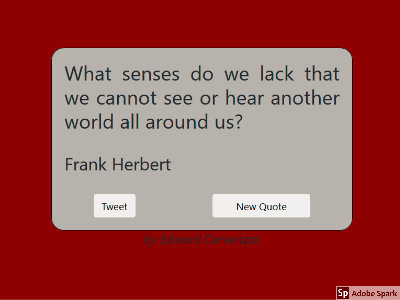 What senses do we lack that
we cannot see or hear another
world all around us?
Frank Herbert
Tweet
New Quote
by
Sp Adobe Spark